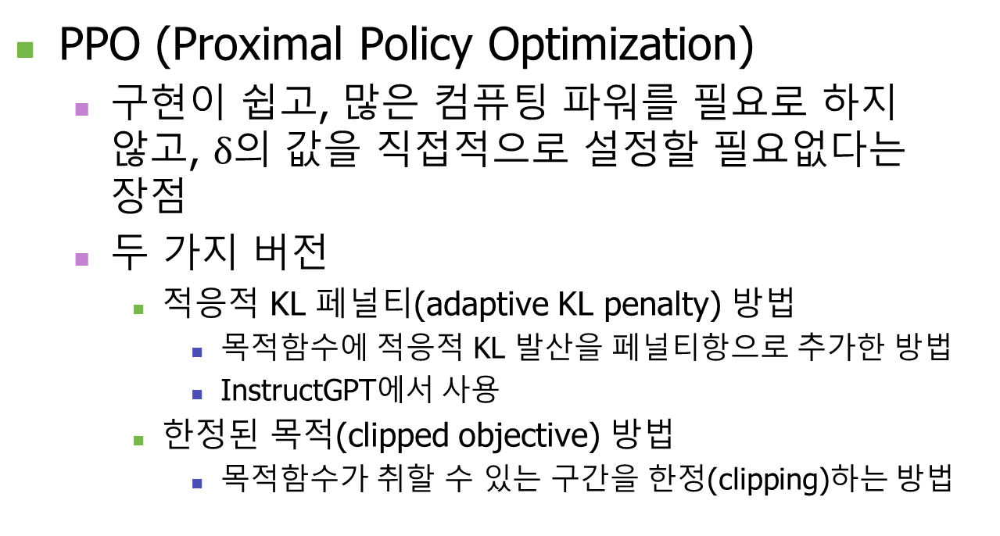 PPO (Proximal Policy Optimization)
구현이 쉽고, 많은 컴퓨팅 파워를 필요로 하지
않고, δ의 값을 직접적으로 설정할 필요없다는
장점
두 가지 버전
적응적 KL 페널티(adaptive KL penalty) 방법
목적함수에 적응적 KL 발산을 페널티항으로 추가한 방법
InstructGPT에서 사용
한정된 목적(clipped objective) 방법
목적함수가 취할 수 있는 구간을 한정(clipping)하는 방법